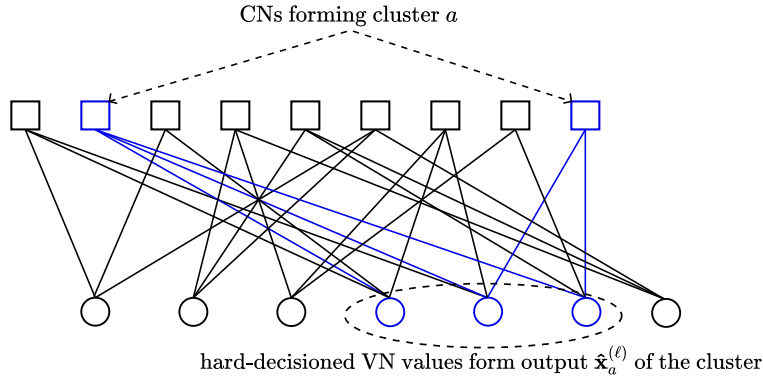 CNs forming cluster a
hard-decisioned VN values form output x̂ₐ⁽ˡ⁾ of the cluster